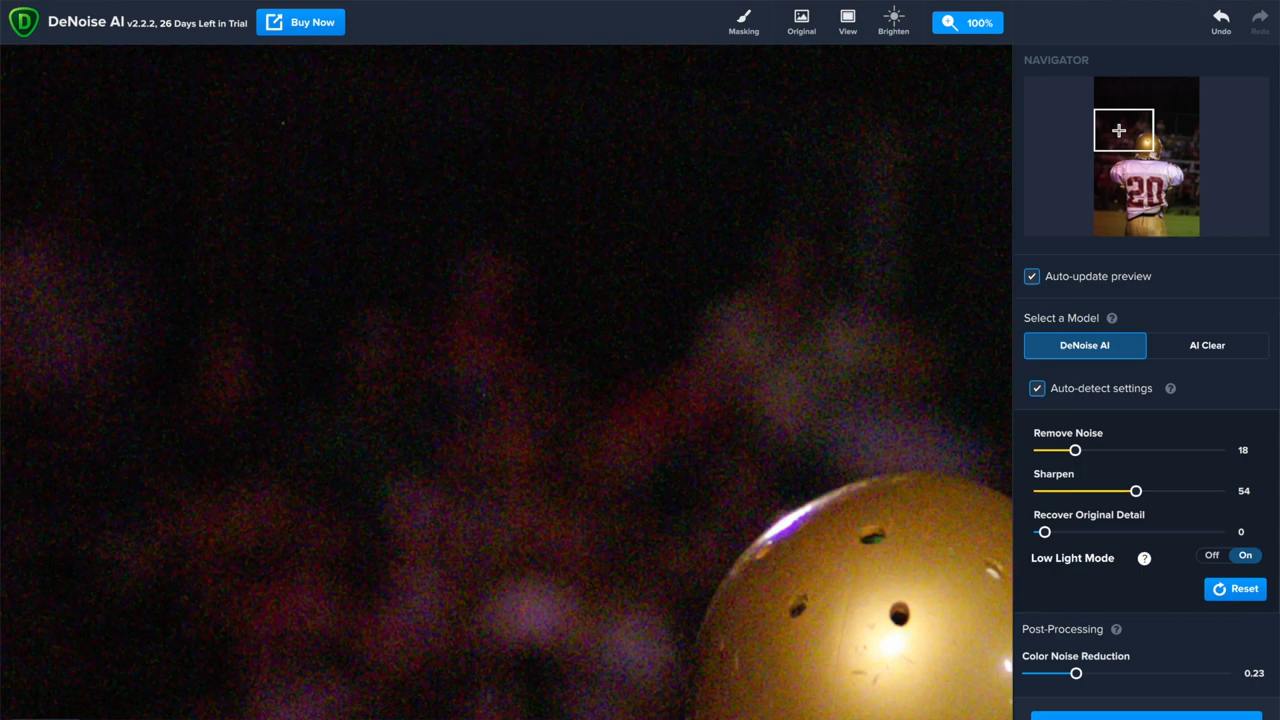 DeNoise AI v2.2.2, 26 Days Left in Trial
Buy Now
Masking
Original
View
Brighten
100%
Undo
Redo
NAVIGATOR
20
Auto-update preview
Select a Model ?
DeNoise AI
AI Clear
Auto-detect settings ?
Remove Noise
18
Sharpen
54
Recover Original Detail
0
Low Light Mode ?
Off
On
Reset
Post-Processing ?
Color Noise Reduction
0.23